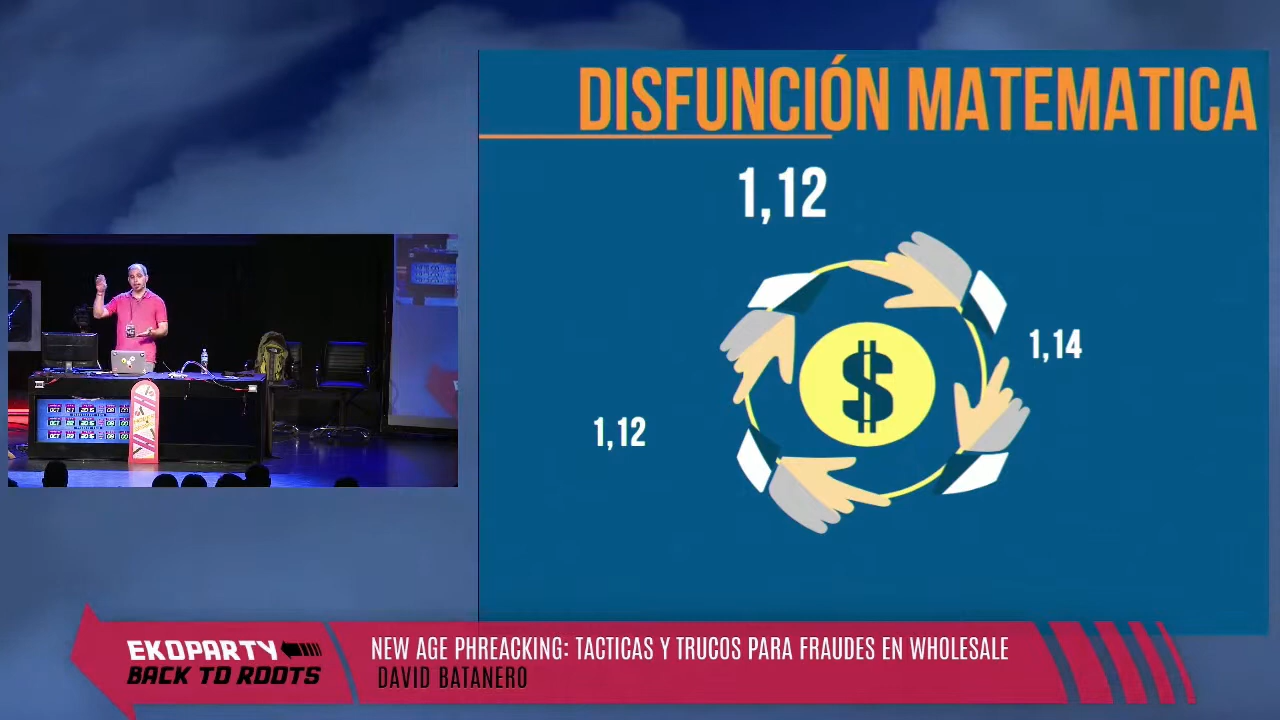 DISFUNCIÓN MATEMATICA
1,12
1,14
1,12
$
EKOPARTY
BACK TO ROOTS
NEW AGE PHREACKING: TACTICAS Y TRUCOS PARA FRAUDES EN WHOLESALE
DAVID BATANERO